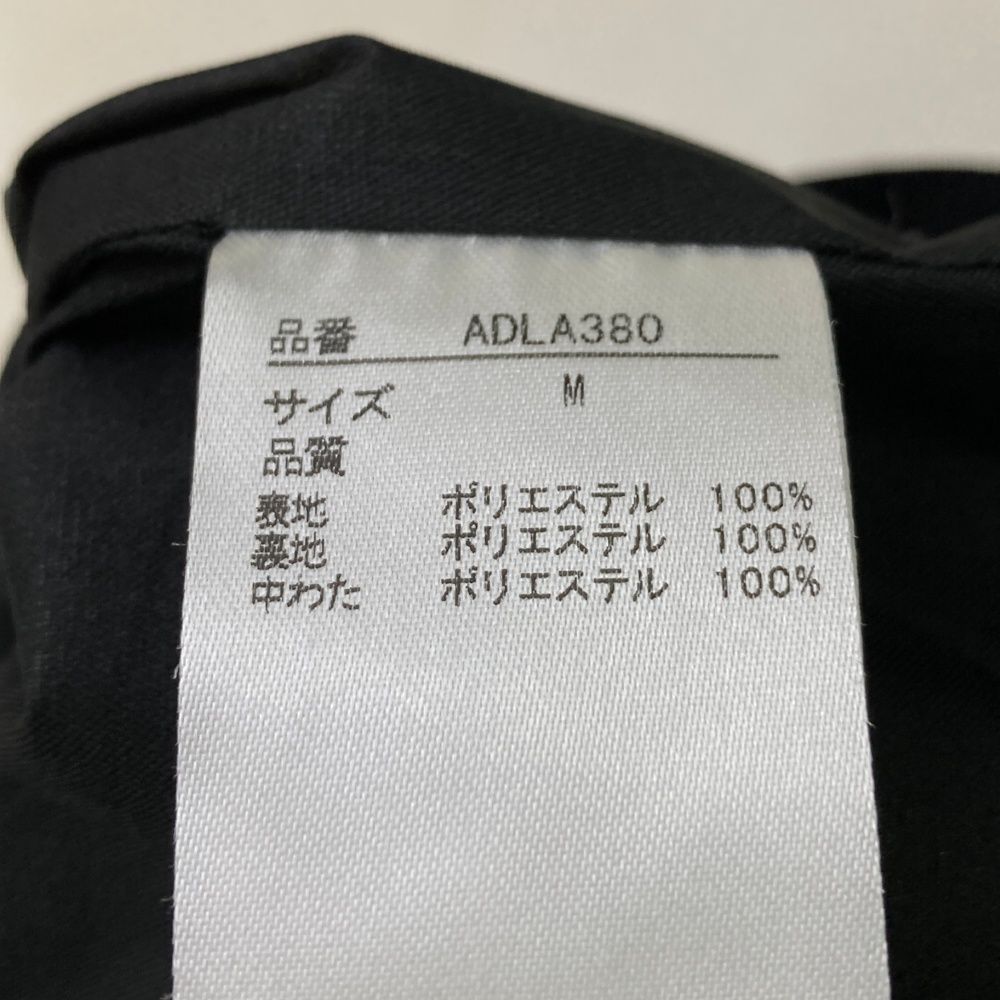 品番 ADLA380
サイズ M
品質
表地 ポリエステル 100%
裏地 ポリエステル 100%
中わた ポリエステル 100%